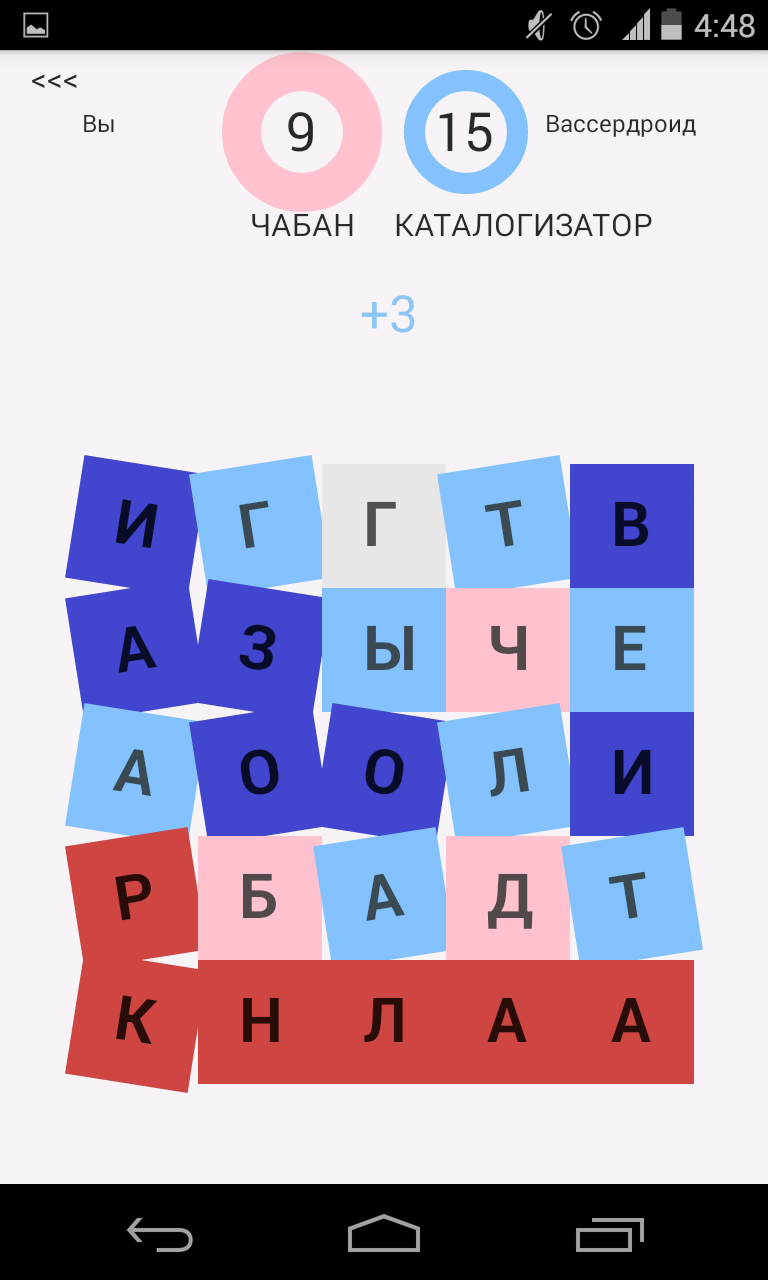 4:48
<<<
Вы 9 15 Вассердроид
ЧАБАН КАТАЛОГИЗАТОР
+3
И Г Г Т В
А З Ы Ч Е
А О О Л И
Р Б А Д Т
К Н Л А А